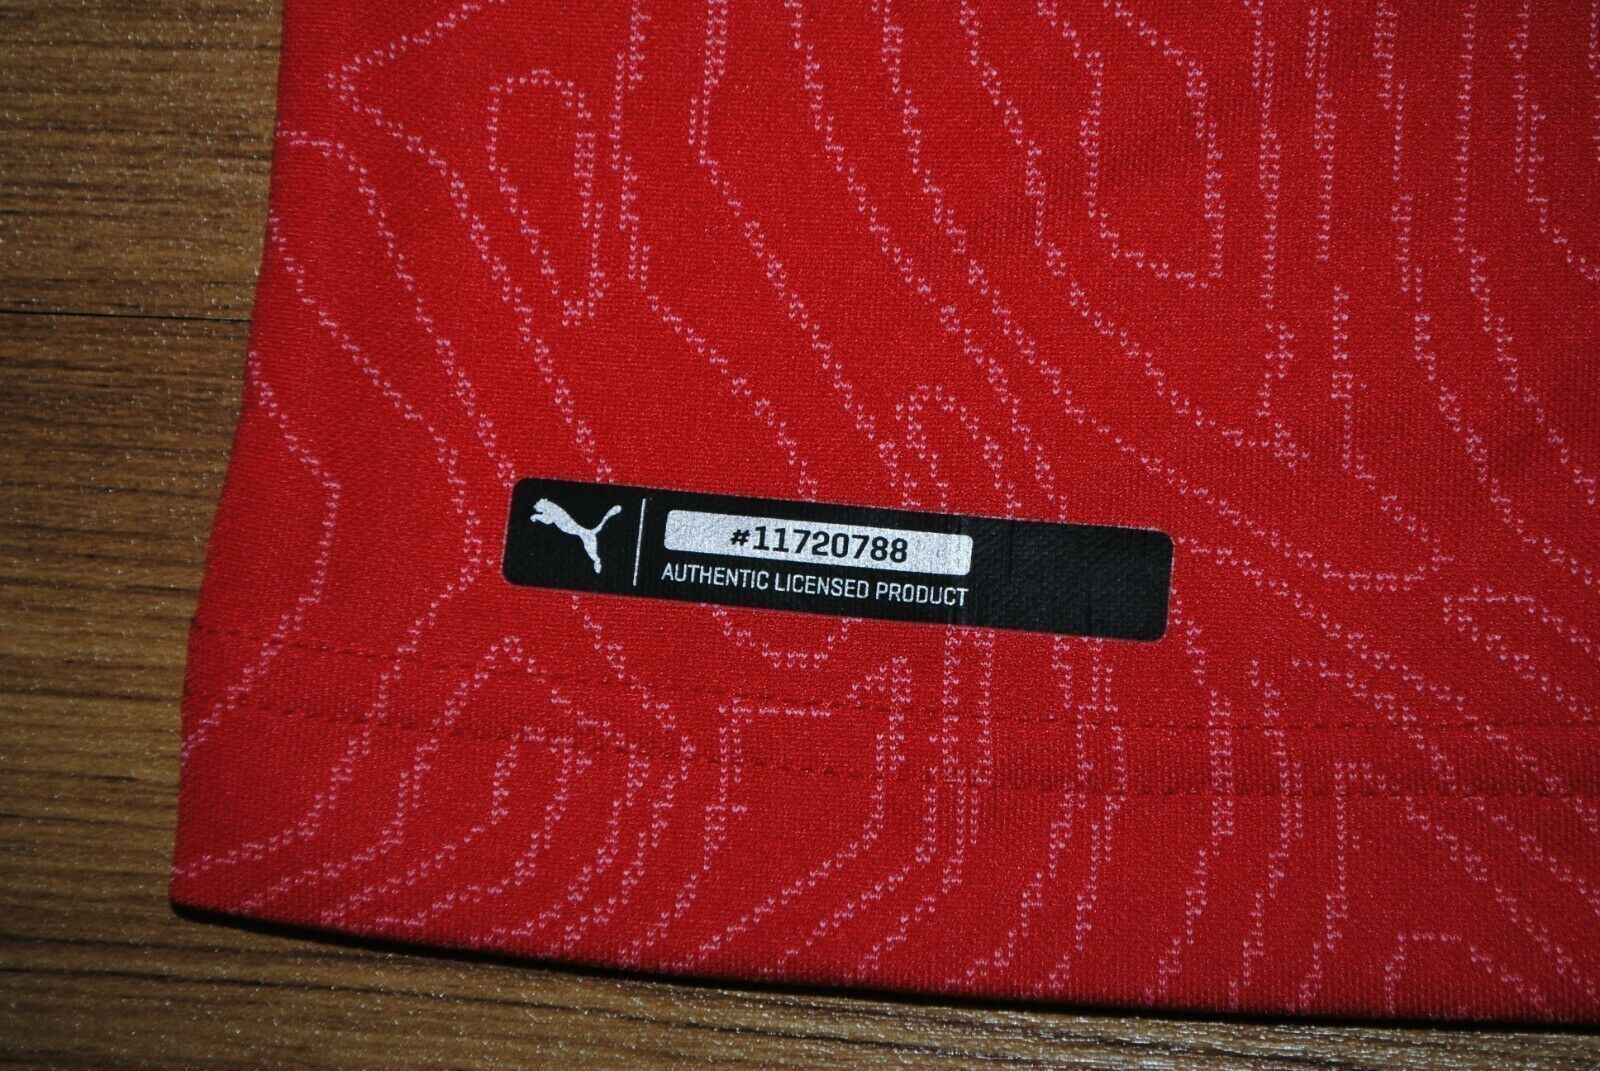 #11720788
AUTHENTIC LICENSED PRODUCT